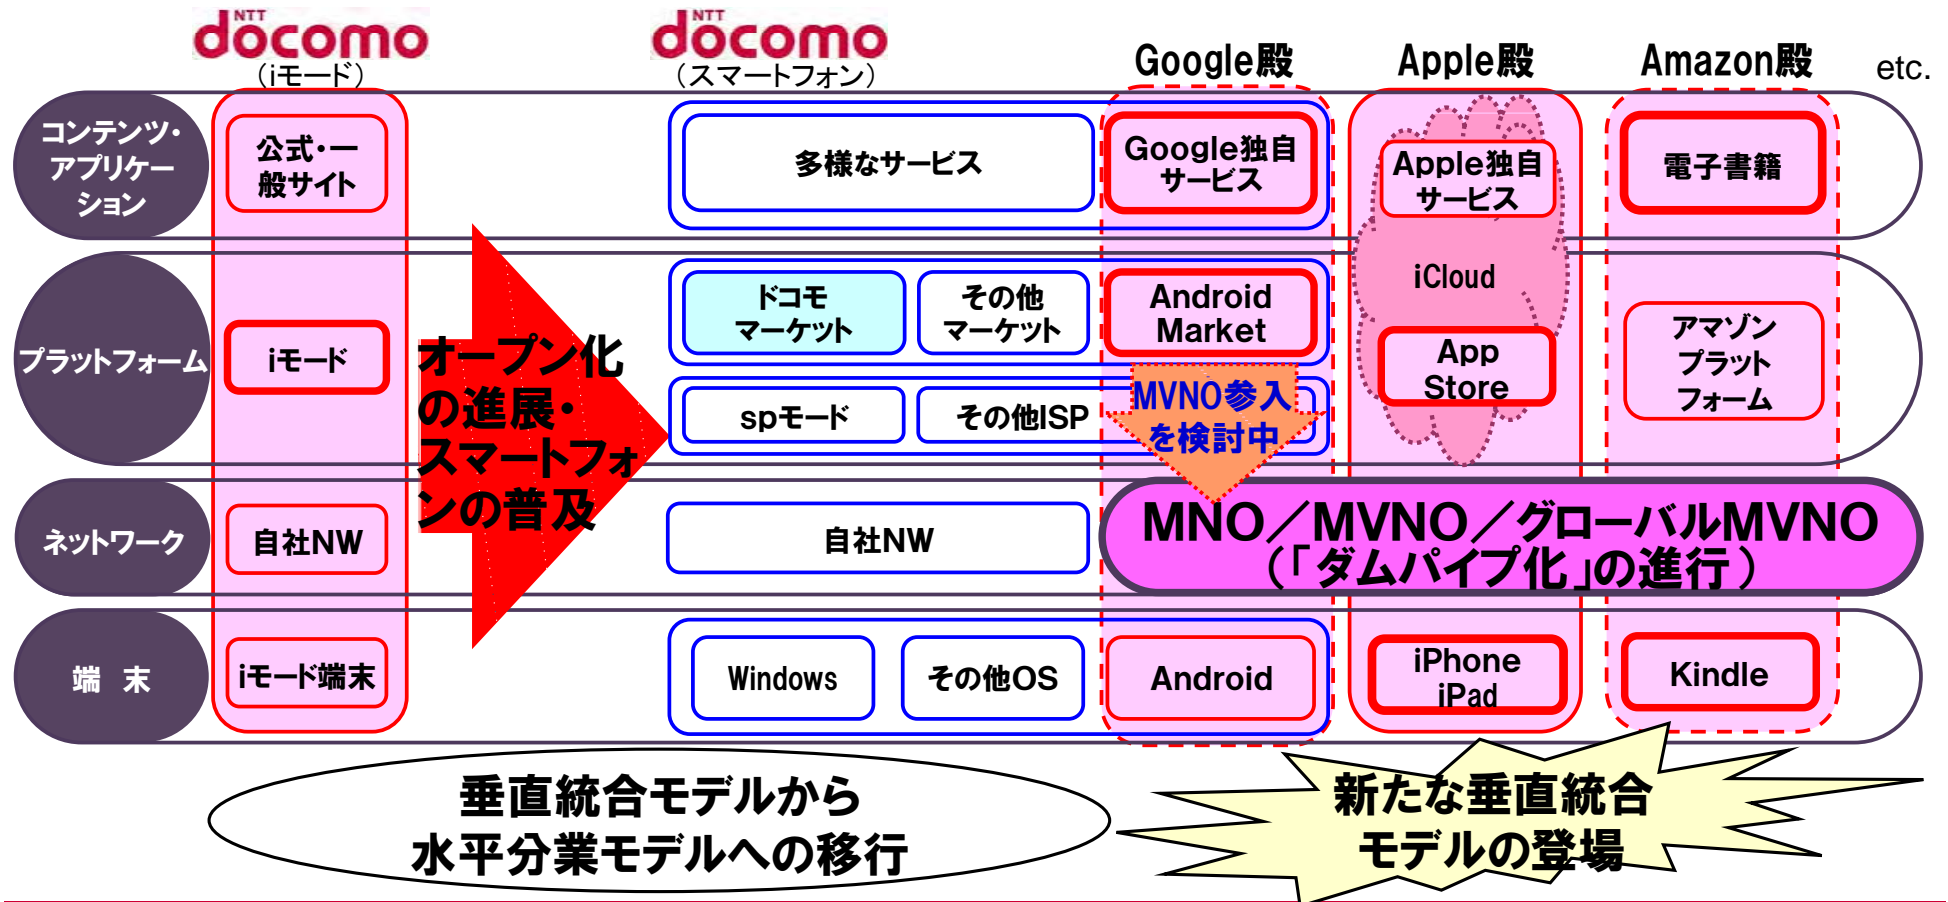 NTT
döcomo
（iモード）
NTT
döcomo
（スマートフォン）
Google殿
Apple殿
Amazon殿
etc.
コンテンツ・
アプリケー
ション
公式・一
般サイト
多様なサービス
Google独自
サービス
Apple独自
サービス
電子書籍
プラットフォーム
iモード
オープン化
の進展・
スマートフォ
ンの普及
ドコモ
マーケット
その他
マーケット
Android
Market
iCloud
App
Store
アマゾン
プラット
フォーム
spモード
その他ISP
MVNO参入
を検討中
ネットワーク
自社NW
自社NW
MNO／MVNO／グローバルMVNO
（「ダムパイプ化」の進行）
端　末
iモード端末
Windows
その他OS
Android
iPhone
iPad
Kindle
垂直統合モデルから
水平分業モデルへの移行
新たな垂直統合
モデルの登場